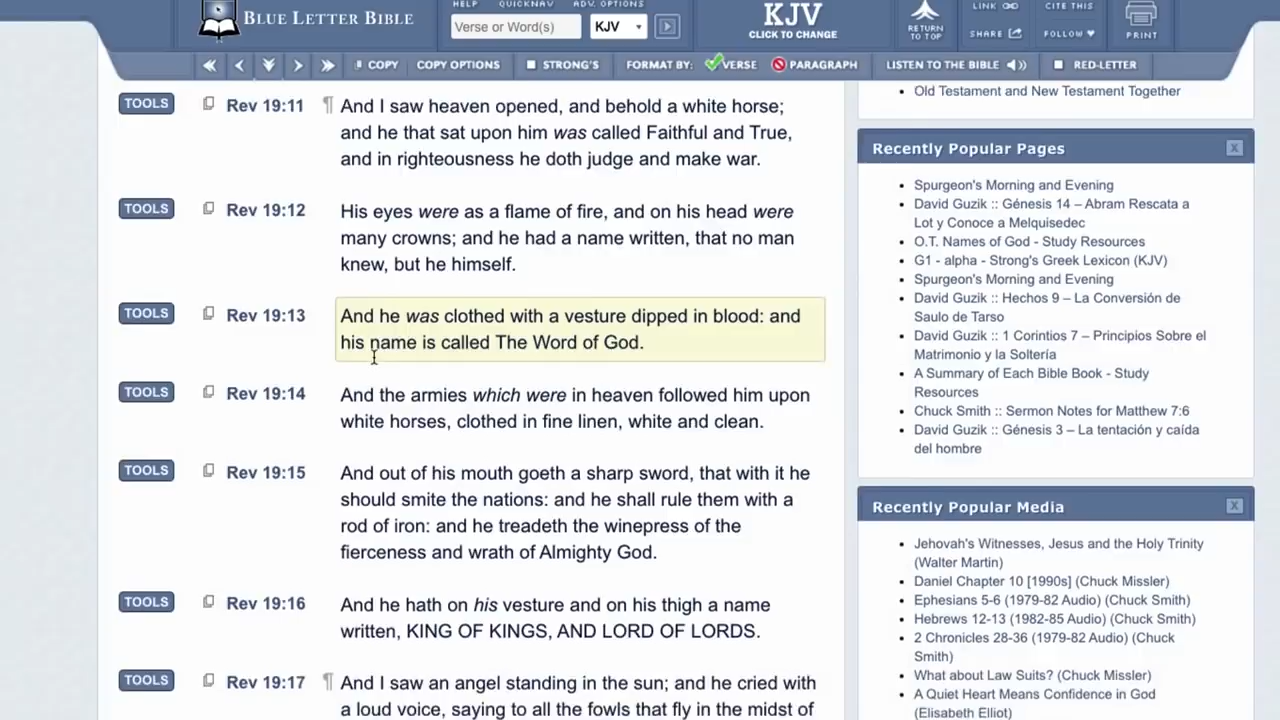 BLUE LETTER BIBLE
HELP QUICKNAV ADV. OPTIONS
Verse or Word(s)
KJV
KJV
CLICK TO CHANGE
RETURN
TO TOP
LINK
CITE THIS
SHARE
FOLLOW
PRINT
COPY
COPY OPTIONS
STRONG'S
FORMAT BY:
VERSE
PARAGRAPH
LISTEN TO THE BIBLE
RED-LETTER
TOOLS Rev 19:11 ¶ And I saw heaven opened, and behold a white horse;
and he that sat upon him was called Faithful and True,
and in righteousness he doth judge and make war.
TOOLS Rev 19:12 His eyes were as a flame of fire, and on his head were
many crowns; and he had a name written, that no man
knew, but he himself.
TOOLS Rev 19:13 And he was clothed with a vesture dipped in blood: and
his name is called The Word of God.
TOOLS Rev 19:14 And the armies which were in heaven followed him upon
white horses, clothed in fine linen, white and clean.
TOOLS Rev 19:15 And out of his mouth goeth a sharp sword, that with it he
should smite the nations: and he shall rule them with a
rod of iron: and he treadeth the winepress of the
fierceness and wrath of Almighty God.
TOOLS Rev 19:16 And he hath on his vesture and on his thigh a name
written, KING OF KINGS, AND LORD OF LORDS.
TOOLS Rev 19:17 ¶ And I saw an angel standing in the sun; and he cried with
a loud voice, saying to all the fowls that fly in the midst of
Old Testament and New Testament Together
Recently Popular Pages
Spurgeon's Morning and Evening
David Guzik :: Génesis 14 – Abram Rescata a
Lot y Conoce a Melquisedec
O.T. Names of God - Study Resources
G1 - alpha - Strong's Greek Lexicon (KJV)
Spurgeon's Morning and Evening
David Guzik :: Hechos 9 – La Conversión de
Saulo de Tarso
David Guzik :: 1 Corintios 7 – Principios Sobre el
Matrimonio y la Soltería
A Summary of Each Bible Book - Study
Resources
Chuck Smith :: Sermon Notes for Matthew 7:6
David Guzik :: Génesis 3 – La tentación y caída
del hombre
Recently Popular Media
Jehovah's Witnesses, Jesus and the Holy Trinity
(Walter Martin)
Daniel Chapter 10 [1990s] (Chuck Missler)
Ephesians 5-6 (1979-82 Audio) (Chuck Smith)
Hebrews 12-13 (1982-85 Audio) (Chuck Smith)
2 Chronicles 28-36 (1979-82 Audio) (Chuck
Smith)
What about Law Suits? (Chuck Missler)
A Quiet Heart Means Confidence in God
(Elisabeth Elliot)